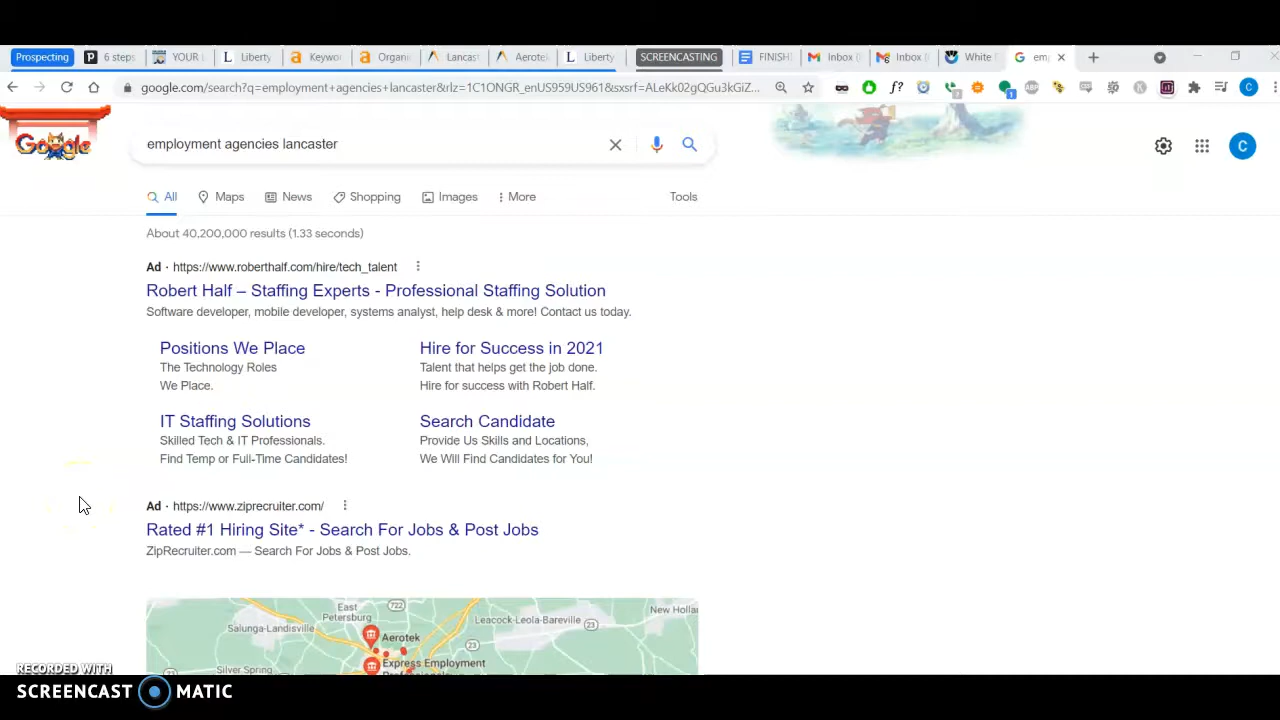 Prospecting
6 steps
YOUR
Liberty
Keywo
Organi
Lancas
Aerote
Liberty
SCREENCASTING
FINISH
Inbox (
Inbox (
White
em
google.com/search?q=employment+agencies+lancaster&rlz=1C1ONGR_enUS959US961&sxsrf=ALeKk02gQGu3kGiZ...
Google
employment agencies lancaster
C
All
Maps
News
Shopping
Images
More
Tools
About 40,200,000 results (1.33 seconds)
Ad · https://www.roberthalf.com/hire/tech_talent
Robert Half – Staffing Experts - Professional Staffing Solution
Software developer, mobile developer, systems analyst, help desk & more! Contact us today.
Positions We Place
The Technology Roles
We Place.
Hire for Success in 2021
Talent that helps get the job done.
Hire for success with Robert Half.
IT Staffing Solutions
Skilled Tech & IT Professionals.
Find Temp or Full-Time Candidates!
Search Candidate
Provide Us Skills and Locations,
We Will Find Candidates for You!
Ad · https://www.ziprecruiter.com/
Rated #1 Hiring Site* - Search For Jobs & Post Jobs
ZipRecruiter.com — Search For Jobs & Post Jobs.
East
Petersburg
722
Leacock-Leola-Bareville
23
New Hollan
Salunga-Landisville
Aerotek
23
Silver Spring
Express Employment
RECORDED WITH
SCREENCAST MATIC